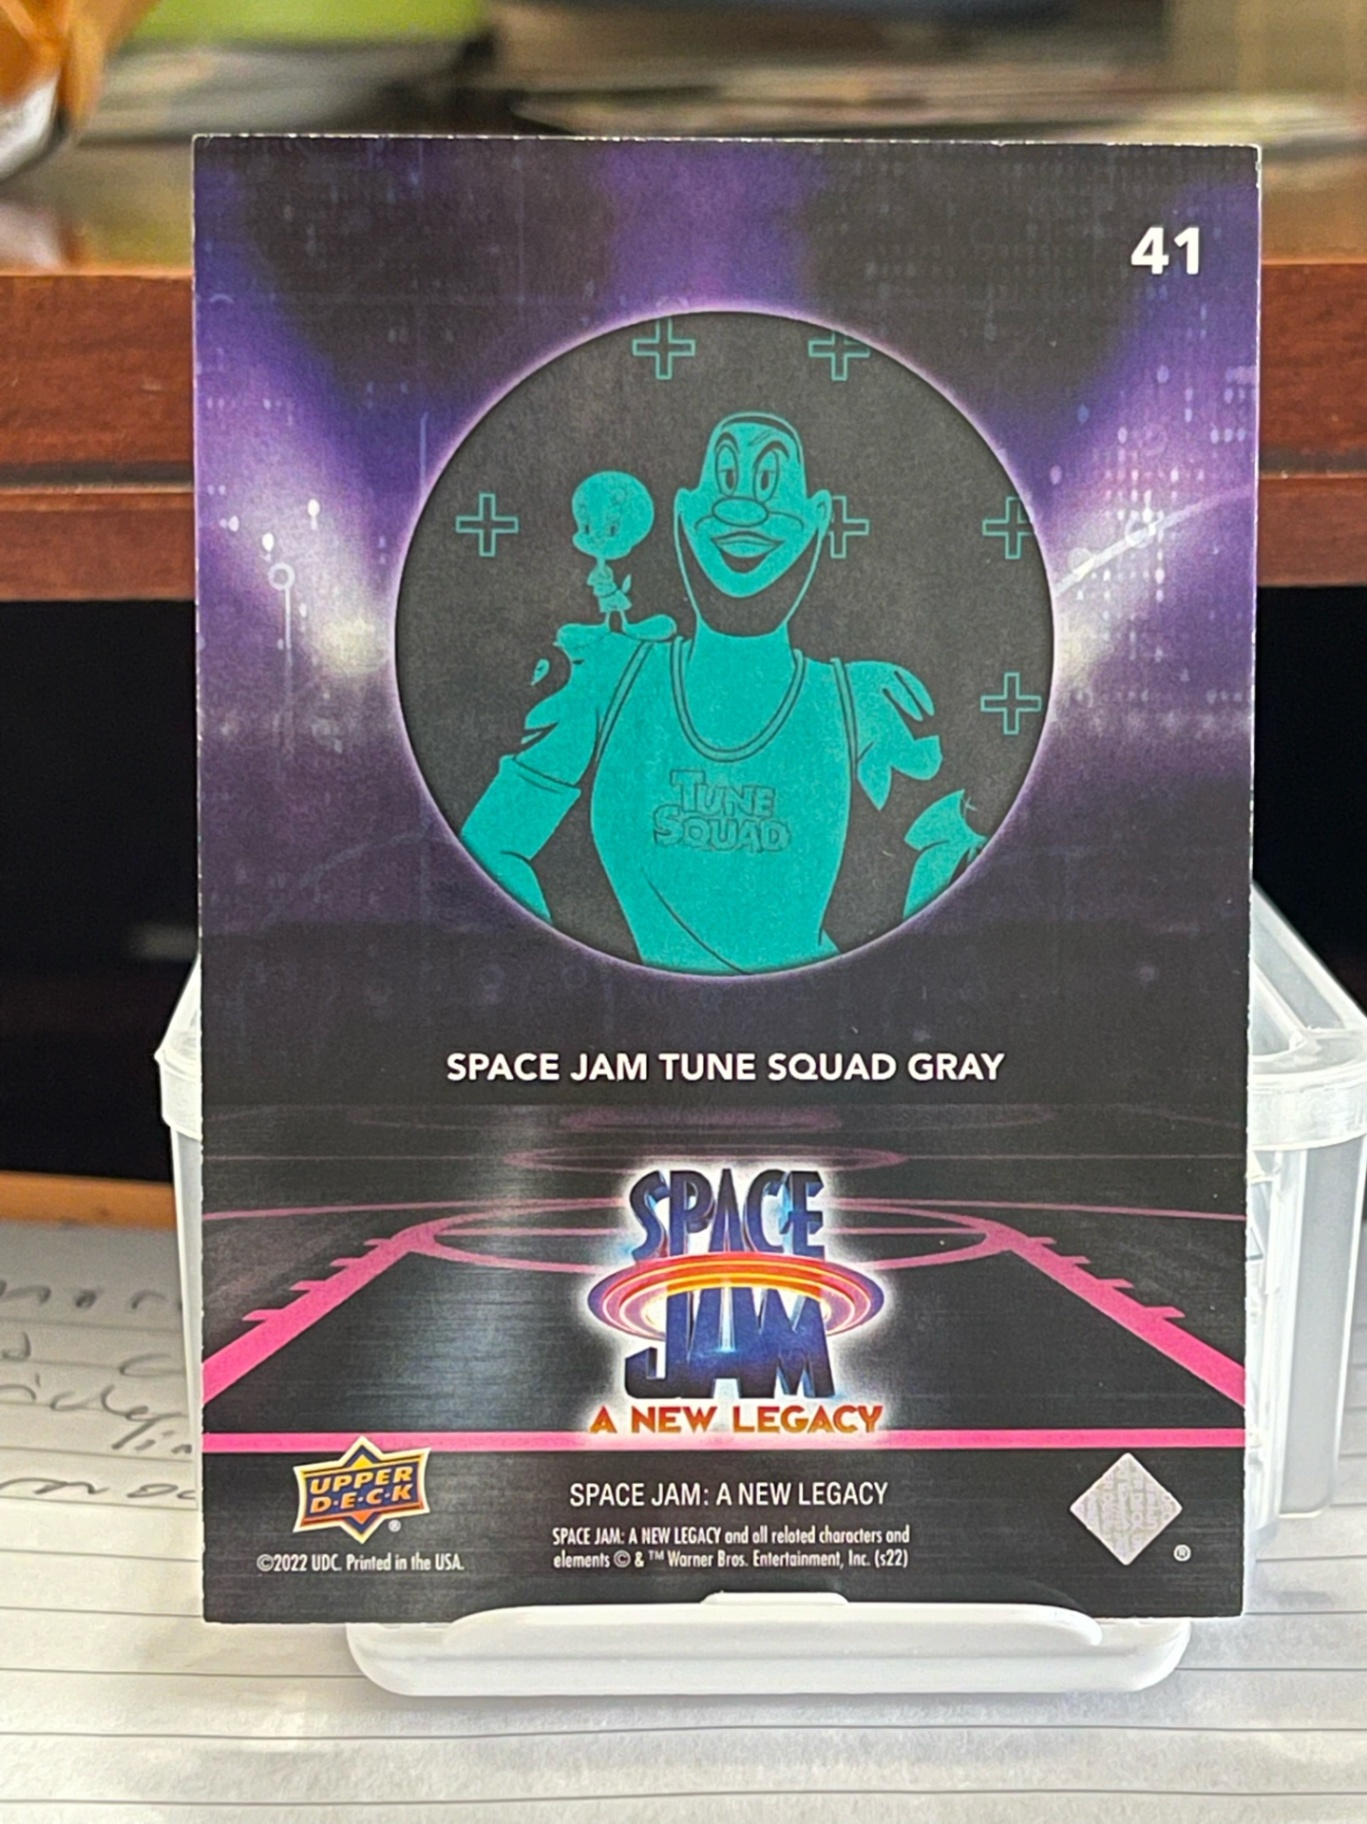 41
TUNE
SQUAD
SPACE JAM TUNE SQUAD GRAY
SPACE
JAM
A NEW LEGACY
UPPER
D·E·C·K
®
©2022 UDC. Printed in the USA.
SPACE JAM: A NEW LEGACY
SPACE JAM: A NEW LEGACY and all related characters and
elements © & ™ Warner Bros. Entertainment, Inc. (s22)
®